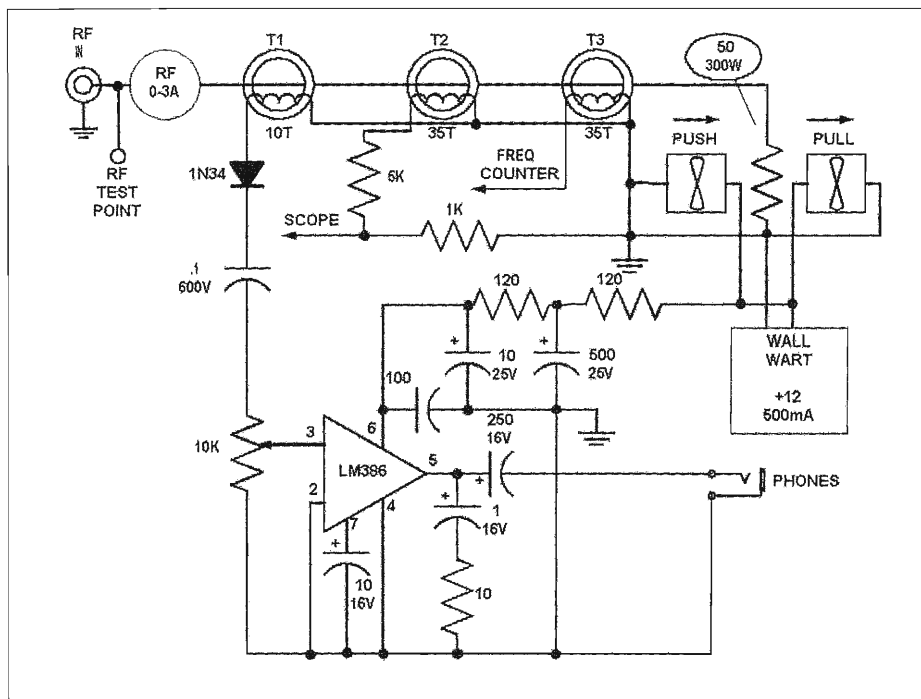 RF
IN
RF
0-3A
T1
T2
T3
50
300W
10T
35T
35T
PUSH
PULL
1N34
RF
TEST
POINT
FREQ
COUNTER
SCOPE
1K
.1
600V
120
120
+
10
25V
+
500
25V
WALL
WART
+12
500mA
100
250
16V
10K
3
6
LM386
5
2
4
7
+
PHONES
+
1
16V
+
10
16V
10